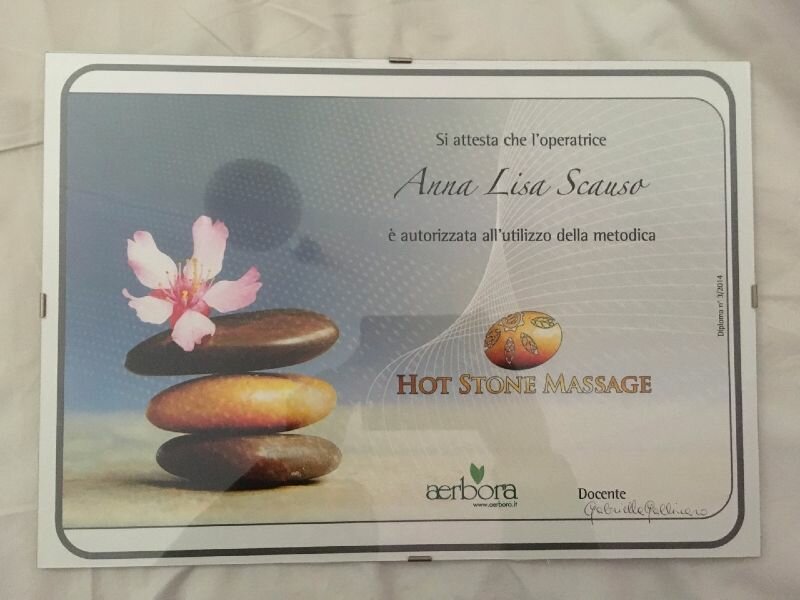 Si attesta che l'operatrice
Anna Lisa Scauso
è autorizzata all'utilizzo della metodica
Diploma n° 3/2014
HOT STONE MASSAGE
aerbora
www.aerbora.it
Docente